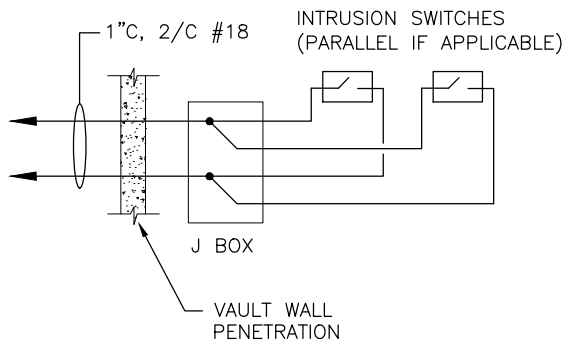 1"C, 2/C #18
INTRUSION SWITCHES
(PARALLEL IF APPLICABLE)
J BOX
VAULT WALL
PENETRATION